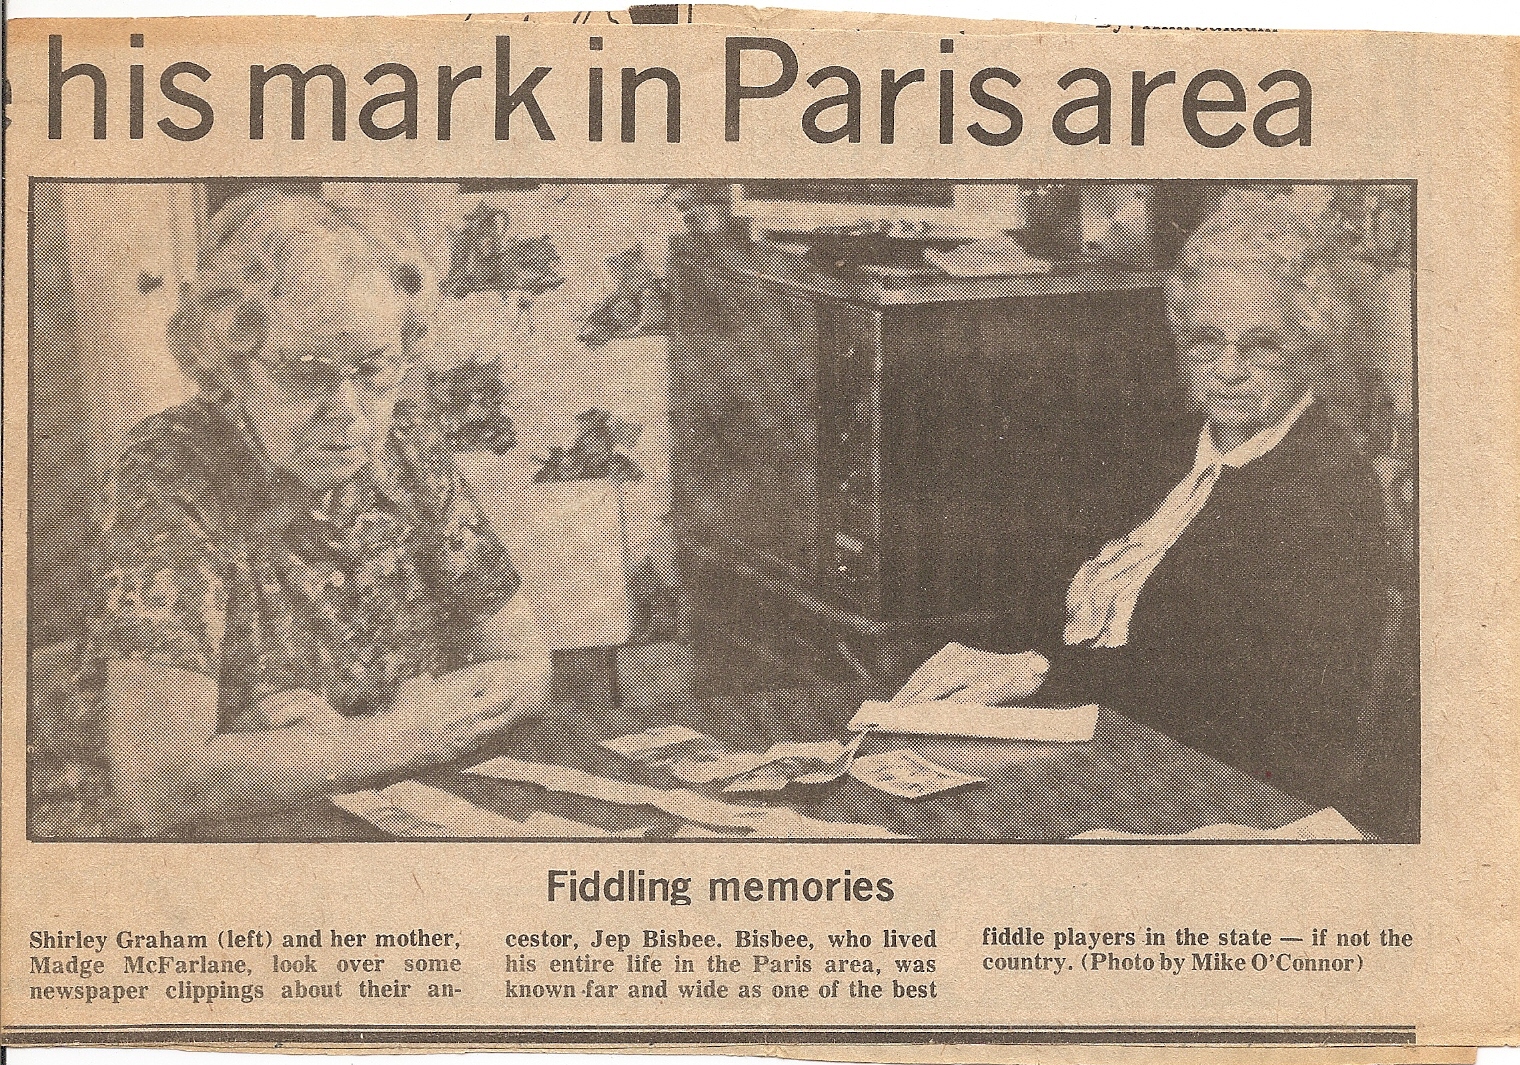 his mark in Paris area
Fiddling memories
Shirley Graham (left) and her mother,
Madge McFarlane, look over some
newspaper clippings about their an-
cestor, Jep Bisbee. Bisbee, who lived
his entire life in the Paris area, was
known far and wide as one of the best
fiddle players in the state — if not the
country. (Photo by Mike O'Connor)